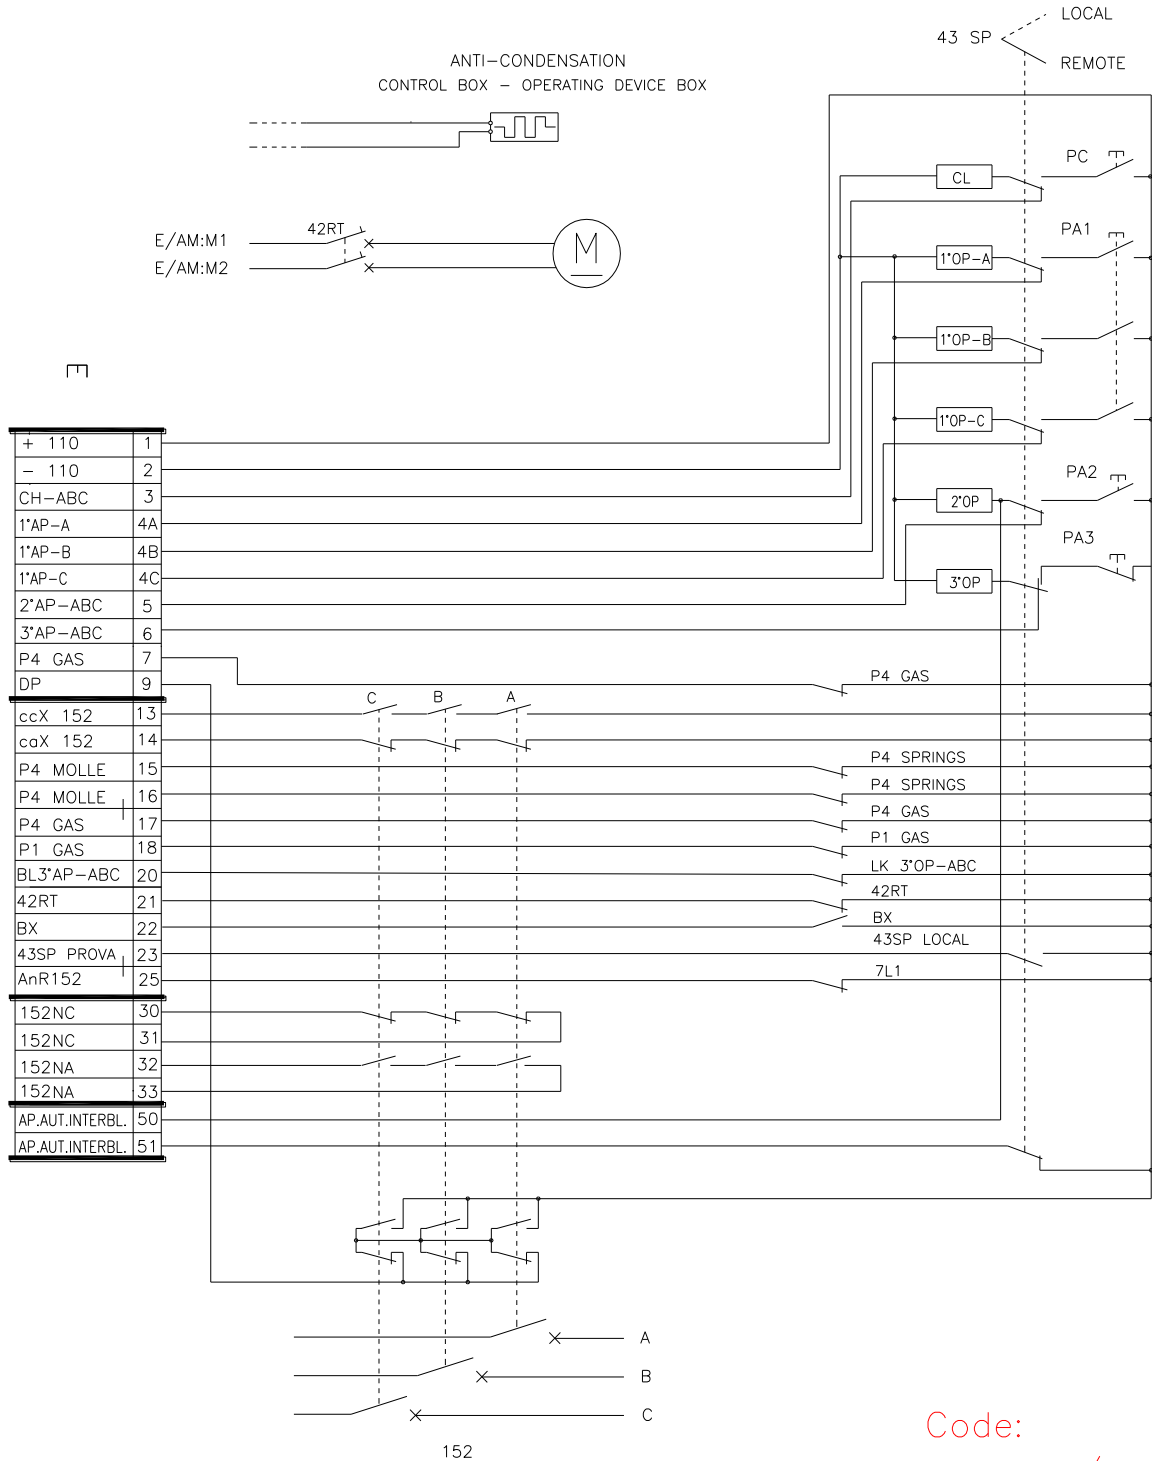 LOCAL
43 SP
REMOTE
ANTI-CONDENSATION
CONTROL BOX - OPERATING DEVICE BOX
PC
CL
42RT
E/AM:M1
E/AM:M2
M
PA1
1°OP-A
1°OP-B
1°OP-C
PA2
2°OP
PA3
3°OP
E
+ 110 1
- 110 2
CH-ABC 3
1°AP-A 4A
1°AP-B 4B
1°AP-C 4C
2°AP-ABC 5
3°AP-ABC 6
P4 GAS 7
DP 9
P4 GAS
C B A
ccX 152 13
caX 152 14
P4 MOLLE 15
P4 SPRINGS
P4 MOLLE 16
P4 SPRINGS
P4 GAS 17
P4 GAS
P1 GAS 18
P1 GAS
BL3°AP-ABC 20
LK 3°OP-ABC
42RT 21
42RT
BX 22
BX
43SP PROVA 23
43SP LOCAL
AnR152 25
7L1
152NC 30
152NC 31
152NA 32
152NA 33
AP.AUT.INTERBL. 50
AP.AUT.INTERBL. 51
A
B
C
152
Code: